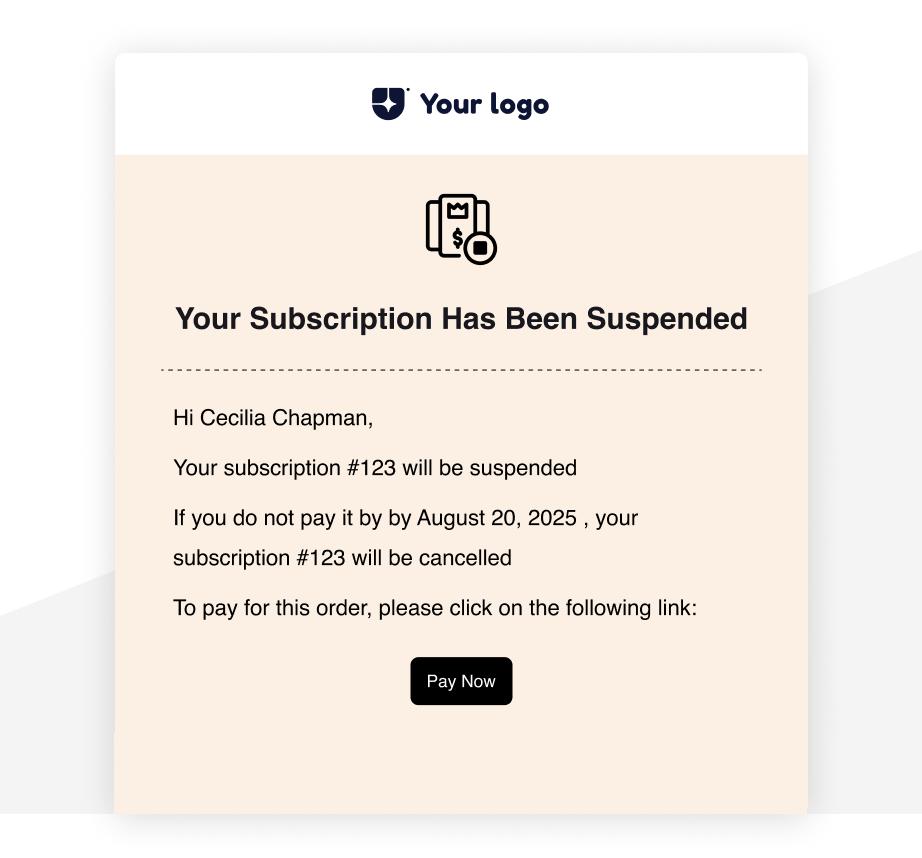 Your logo
$
Your Subscription Has Been Suspended
Hi Cecilia Chapman,
Your subscription #123 will be suspended
If you do not pay it by by August 20, 2025 , your
subscription #123 will be cancelled
To pay for this order, please click on the following link:
Pay Now